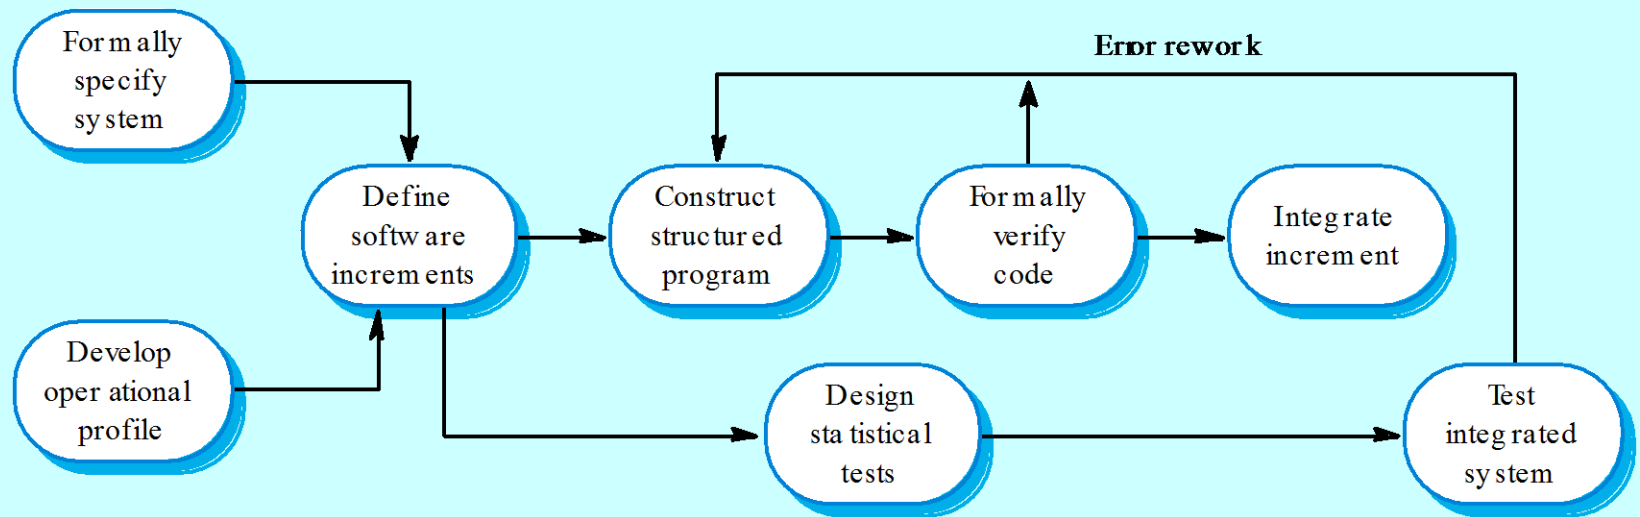 Formally
specify
system
Error rework
Define
software
increments
Construct
structured
program
Formally
verify
code
Integrate
increment
Develop
operational
profile
Design
statistical
tests
Test
integrated
system